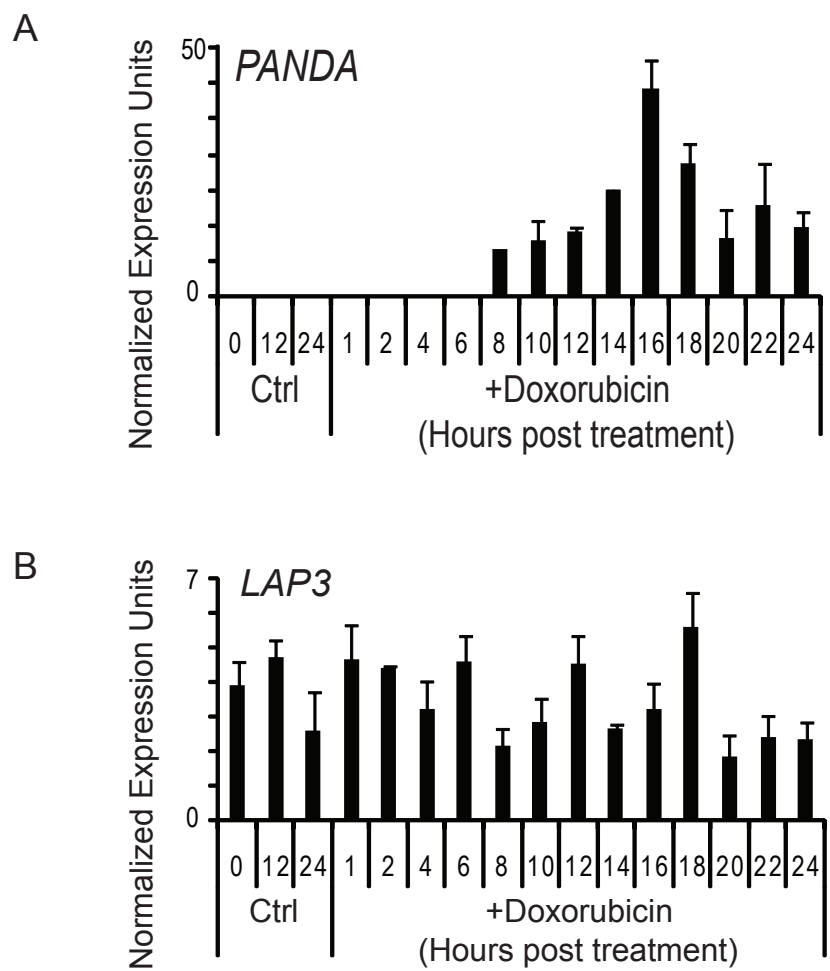 A
Normalized Expression Units
50
PANDA
0
0 12 24 1 2 4 6 8 10 12 14 16 18 20 22 24
Ctrl +Doxorubicin
(Hours post treatment)
B
Normalized Expression Units
7
LAP3
0
0 12 24 1 2 4 6 8 10 12 14 16 18 20 22 24
Ctrl +Doxorubicin
(Hours post treatment)